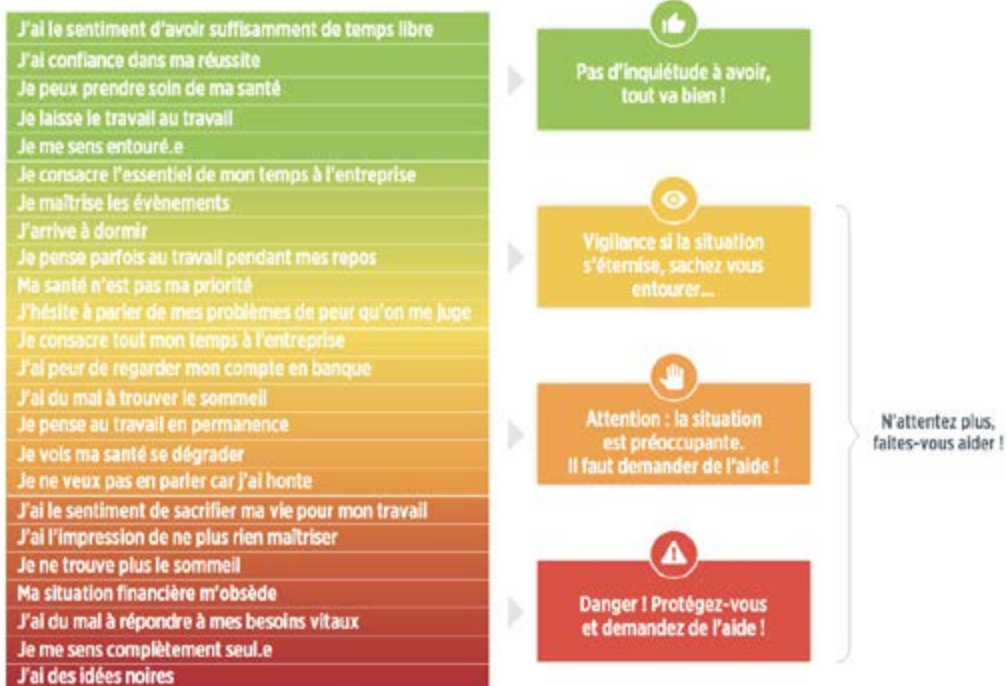 J'ai le sentiment d'avoir suffisamment de temps libre
J'ai confiance dans ma réussite
Je peux prendre soin de ma santé
Je laisse le travail au travail
Je me sens entouré.e
Je consacre l'essentiel de mon temps à l'entreprise
Je maîtrise les évènements
J'arrive à dormir
Je pense parfois au travail pendant mes repos
Ma santé n'est pas ma priorité
J'hésite à parler de mes problèmes de peur qu'on me juge
Je consacre tout mon temps à l'entreprise
J'ai peur de regarder mon compte en banque
J'ai du mal à trouver le sommeil
Je pense au travail en permanence
Je vois ma santé se dégrader
Je ne veux pas en parler car j'ai honte
J'ai le sentiment de sacrifier ma vie pour mon travail
J'ai l'impression de ne plus rien maîtriser
Je ne trouve plus le sommeil
Ma situation financière m'obsède
J'ai du mal à répondre à mes besoins vitaux
Je me sens complètement seul.e
J'ai des idées noires
Pas d'inquiétude à avoir,
tout va bien !
Vigilance si la situation
s'éternise, sachez vous
entourer...
Attention : la situation
est préoccupante.
Il faut demander de l'aide !
Danger ! Protégez-vous
et demandez de l'aide !
N'attentez plus,
faites-vous aider !